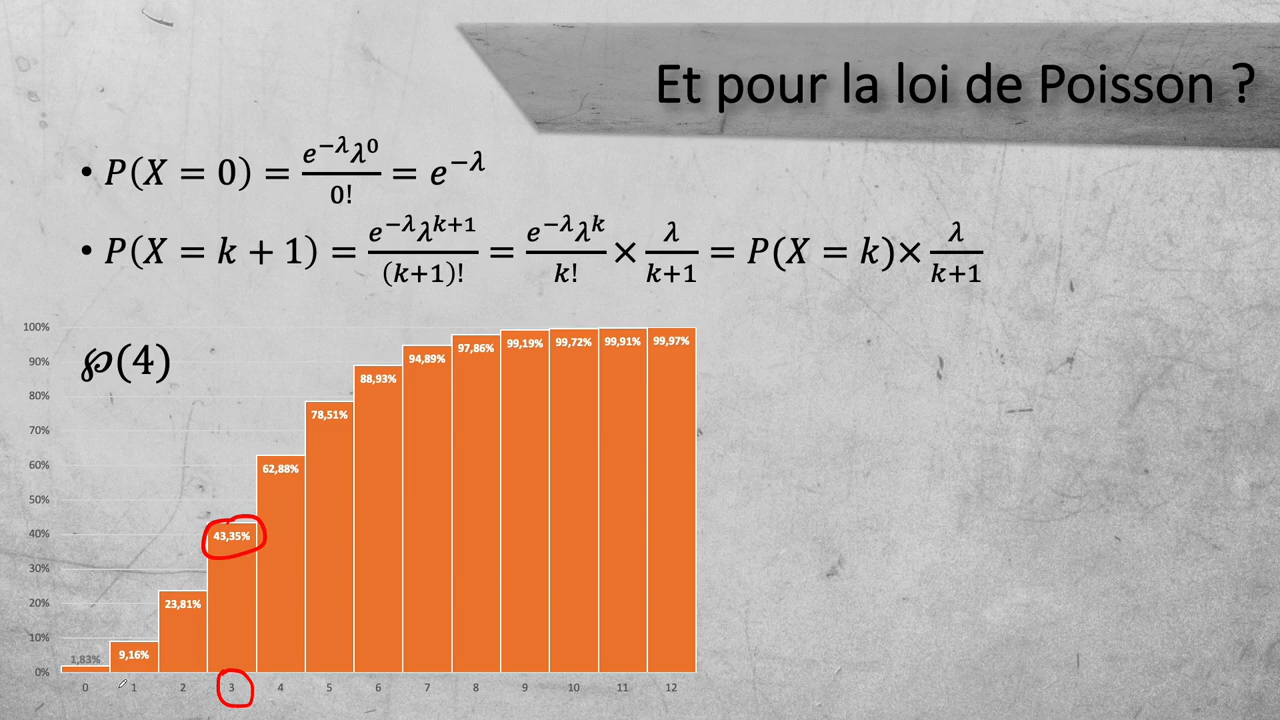 Et pour la loi de Poisson ?
• P(X = 0) = e^{−λ}λ^0 / 0! = e^{−λ}
• P(X = k + 1) = e^{−λ}λ^{k+1} / (k+1)! = e^{−λ}λ^k / k! × λ / k+1 = P(X = k)× λ / k+1
℘(4)
100%
90%
80%
70%
60%
50%
40%
30%
20%
10%
0%
1,83% 9,16% 23,81% 43,35% 62,88% 78,51% 88,93% 94,89% 97,86% 99,19% 99,72% 99,91% 99,97%
0 1 2 3 4 5 6 7 8 9 10 11 12